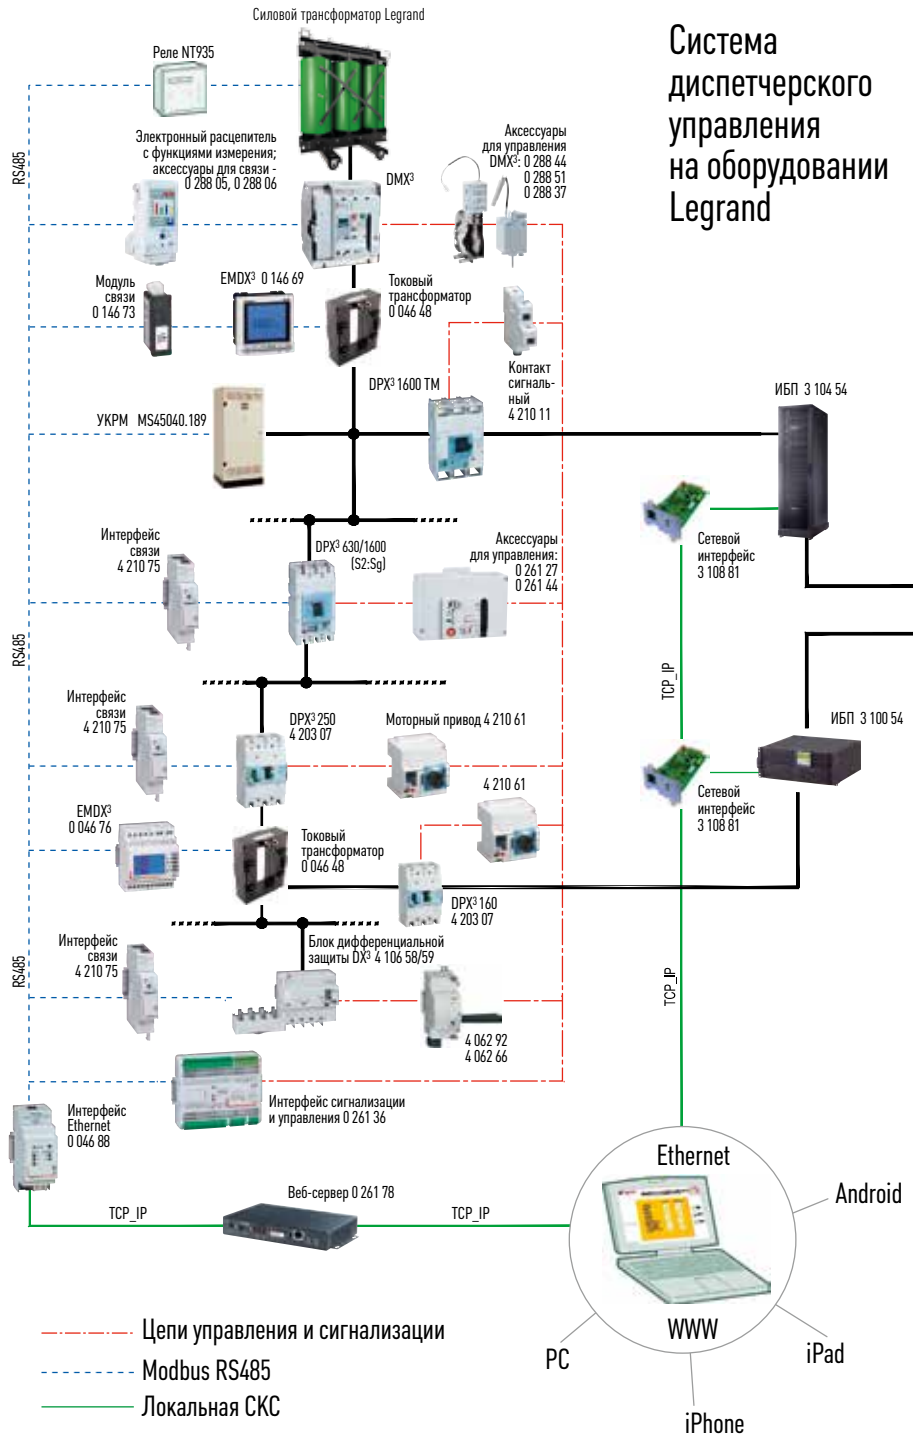 Силовой трансформатор Legrand
Система
диспетчерского
управления
на оборудовании
Legrand
Реле NT935
RS485
Электронный расцепитель
с функциями измерения;
аксессуары для связи -
0 288 05, 0 288 06
DMX³
Аксессуары
для управления
DMX³: 0 288 44
0 288 51
0 288 37
Модуль
связи
0 146 73
EMDX³ 0 146 69
Токовый
трансформатор
0 046 48
DPX³ 1600 TM
Контакт
сигналь-
ный
4 210 11
УКРМ MS45040.189
ИБП 3 104 54
Интерфейс
связи
4 210 75
DPX³ 630/1600
(S2:Sg)
Аксессуары
для управления:
0 261 27
0 261 44
Сетевой
интерфейс
3 108 81
RS485
TCP_IP
Интерфейс
связи
4 210 75
DPX³ 250
4 203 07
Моторный привод 4 210 61
ИБП 3 100 54
EMDX³
0 046 76
Токовый
трансформатор
0 046 48
4 210 61
Сетевой
интерфейс
3 108 81
DPX³ 160
4 203 07
Интерфейс
связи
4 210 75
RS485
Блок дифференциальной
защиты DX³ 4 106 58/59
TCP_IP
4 062 92
4 062 66
Интерфейс сигнализации
и управления 0 261 36
Интерфейс
Ethernet
0 046 88
Веб-сервер 0 261 78
TCP_IP
TCP_IP
Ethernet
WWW
Android
iPad
iPhone
PC
Цепи управления и сигнализации
Modbus RS485
Локальная СКС